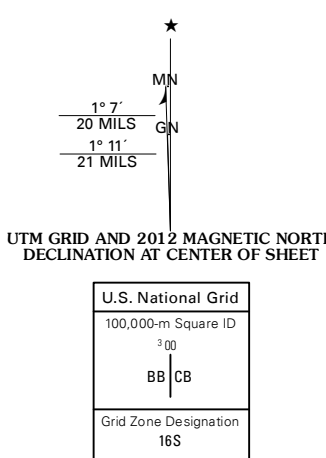 ★
MN
1° 7´
20 MILS
GN
1° 11´
21 MILS
UTM GRID AND 2012 MAGNETIC NORTH
DECLINATION AT CENTER OF SHEET
U.S. National Grid
100,000-m Square ID
³00
BB CB
Grid Zone Designation
16S